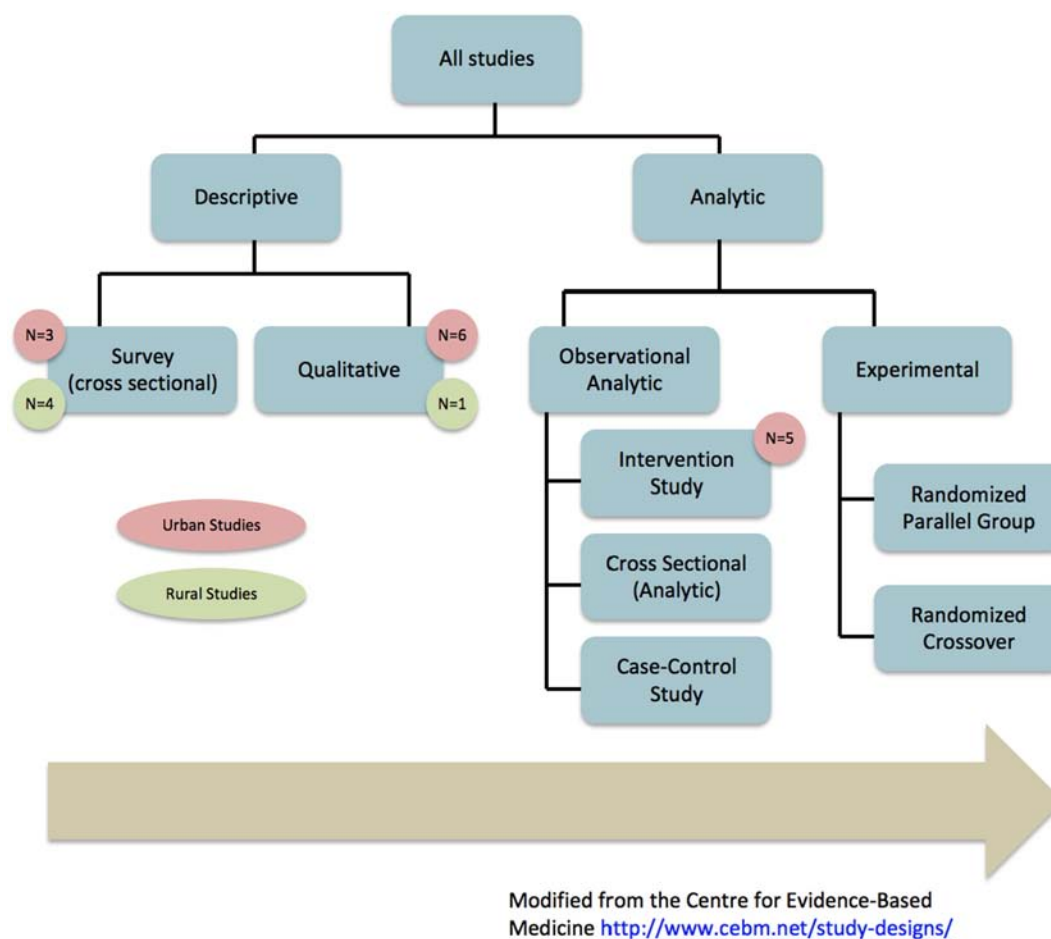 All studies
Descriptive
Analytic
N=3
N=4
Survey
(cross sectional)
Qualitative
N=6
N=1
Observational
Analytic
Experimental
Intervention
Study
N=5
Cross Sectional
(Analytic)
Case-Control
Study
Randomized
Parallel Group
Randomized
Crossover
Urban Studies
Rural Studies
Modified from the Centre for Evidence-Based
Medicine http://www.cebm.net/study-designs/